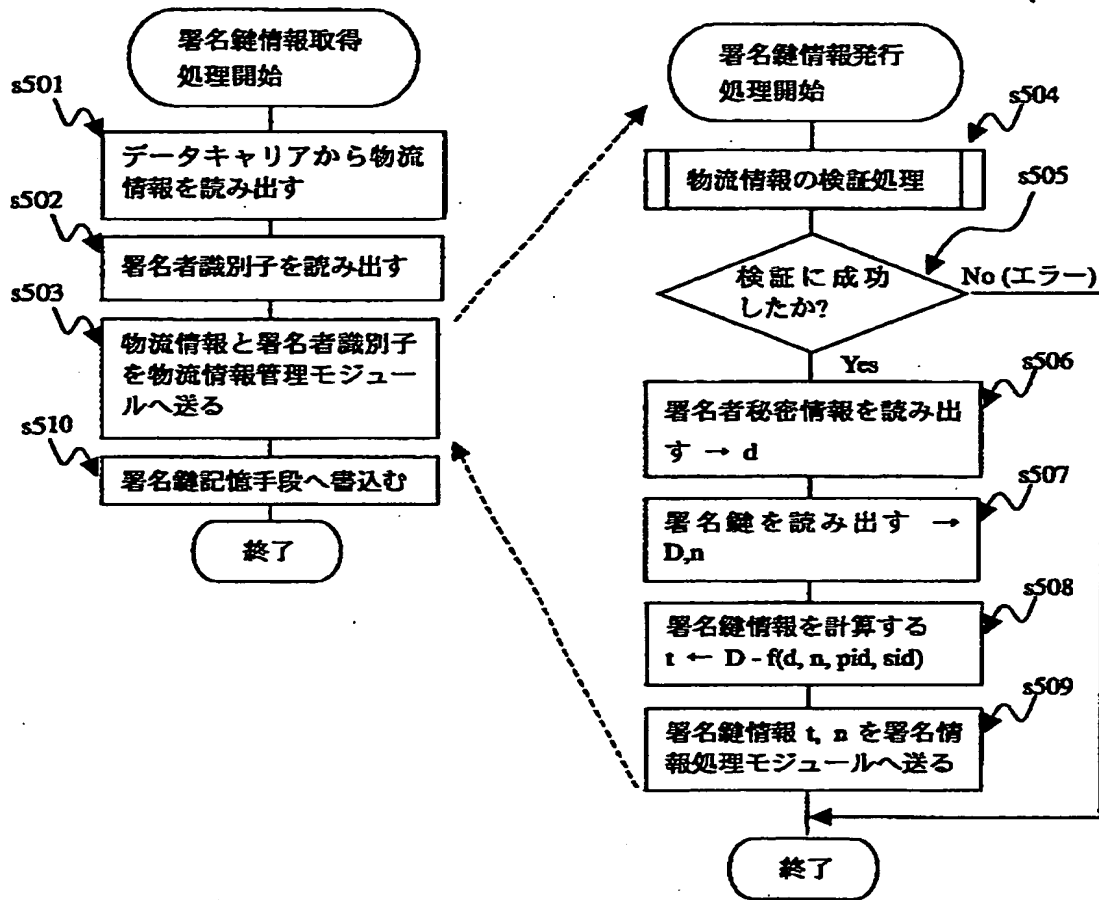 署名鍵情報取得
処理開始
s501
データキャリアから物流
情報を読み出す
s502
署名者識別子を読み出す
s503
物流情報と署名者識別子
を物流情報管理モジュー
ルへ送る
s510
署名鍵記憶手段へ書込む
終了
署名鍵情報発行
処理開始
s504
物流情報の検証処理
s505
検証に成功
したか?
No (エラー)
Yes
s506
署名者秘密情報を読み出
す → d
s507
署名鍵を読み出す →
D,n
s508
署名鍵情報を計算する
t ← D - f(d, n, pid, sid)
s509
署名鍵情報 t, n を署名情
報処理モジュールへ送る
終了